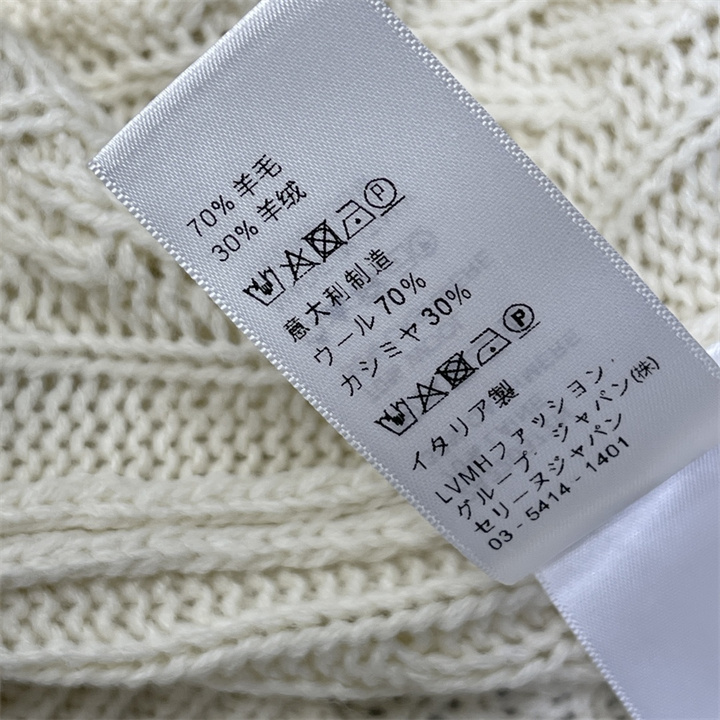 70% 羊毛
30% 羊绒
P
意大利制造
ウール 70%
カシミヤ 30%
P
イタリア製
LVMHファッション．
グループ．ジャパン(株)
セリーヌジャパン
03 - 5414 - 1401